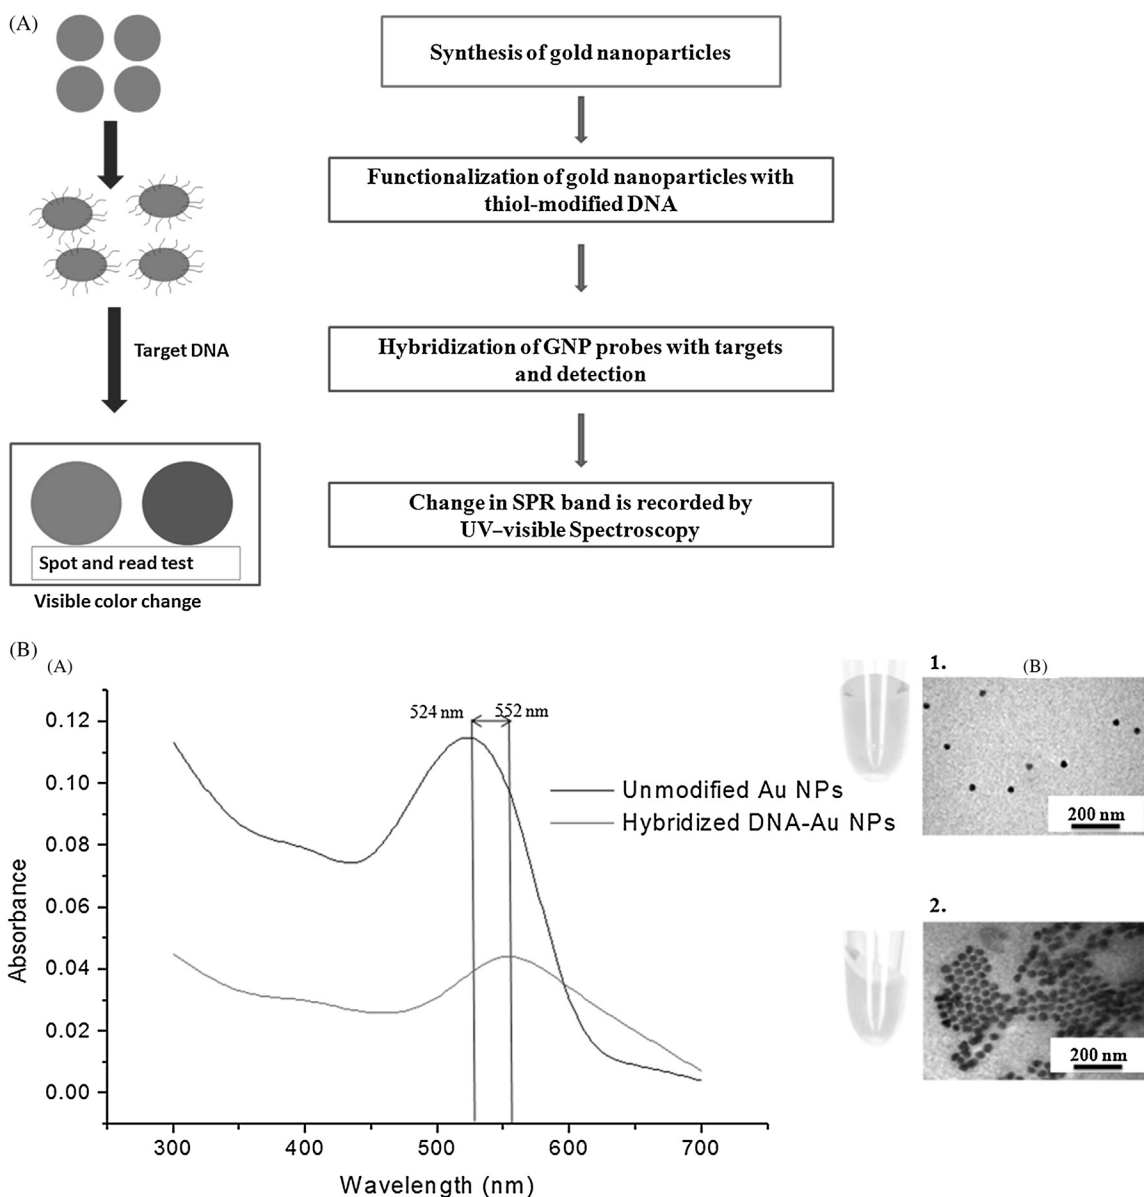 (A)
Synthesis of gold nanoparticles
Functionalization of gold nanoparticles with
thiol-modified DNA
Target DNA
Hybridization of GNP probes with targets
and detection
Change in SPR band is recorded by
UV–visible Spectroscopy
Spot and read test
Visible color change
(B)
(A)
524 nm
552 nm
Unmodified Au NPs
Hybridized DNA-Au NPs
0.12
0.10
0.08
0.06
0.04
0.02
0.00
Absorbance
300
400
500
600
700
Wavelength (nm)
1.
(B)
200 nm
2.
200 nm